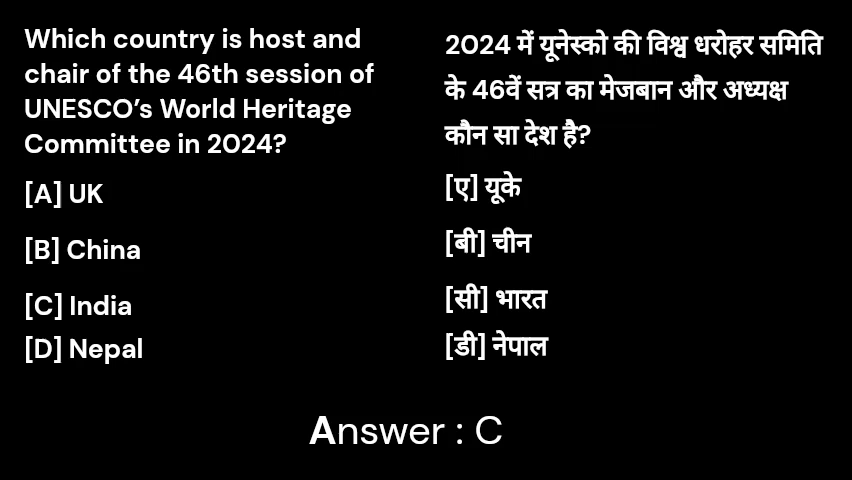 Which country is host and
chair of the 46th session of
UNESCO’s World Heritage
Committee in 2024?
[A] UK
[B] China
[C] India
[D] Nepal
2024 में यूनेस्को की विश्व धरोहर समिति
के 46वें सत्र का मेजबान और अध्यक्ष
कौन सा देश है?
[ए] यूके
[बी] चीन
[सी] भारत
[डी] नेपाल
Answer : C